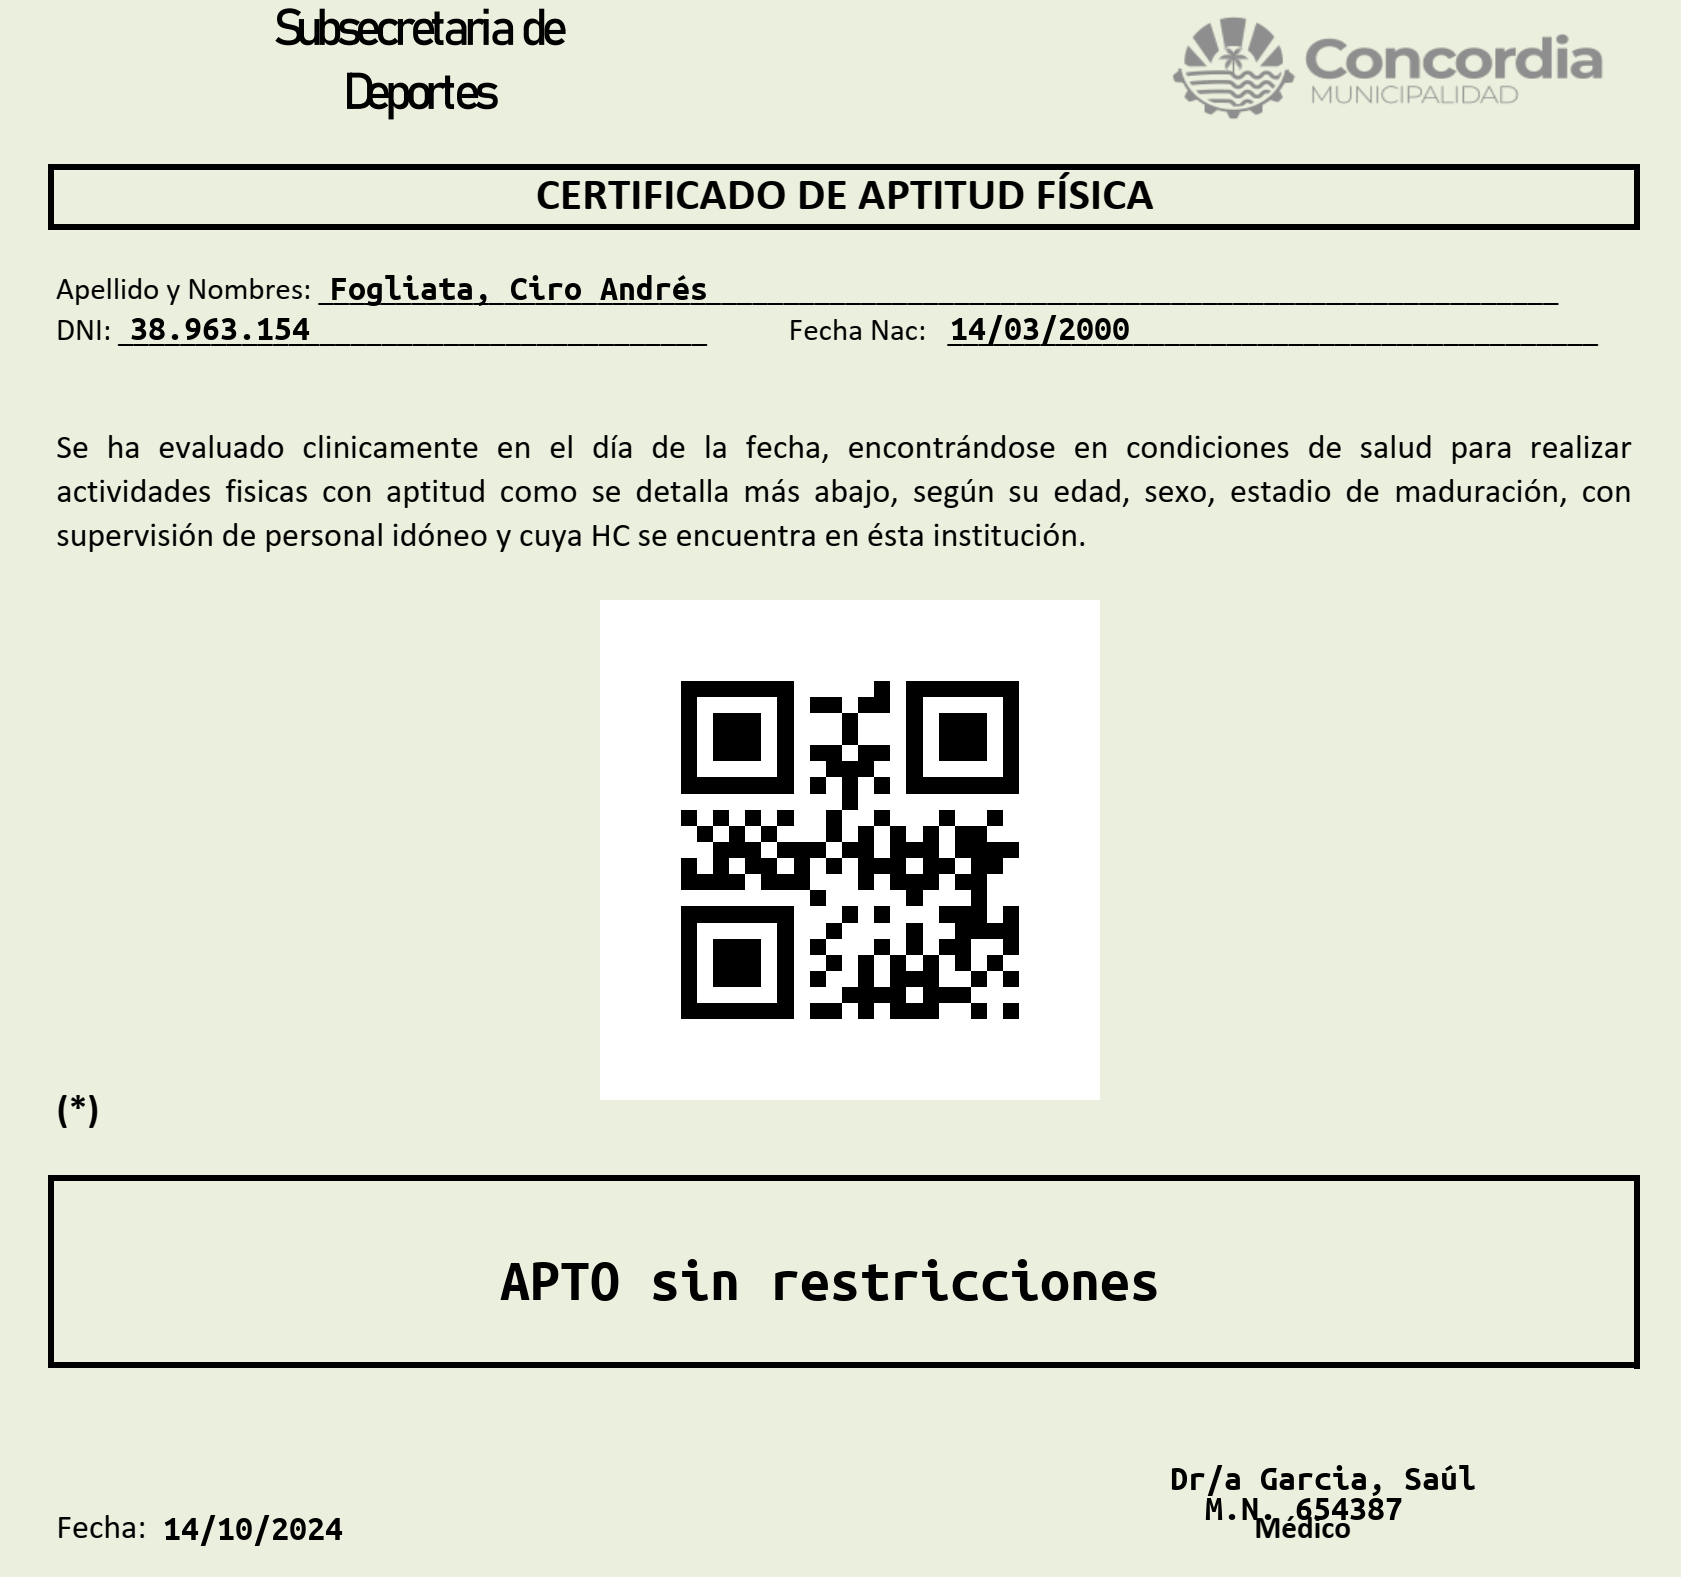 Subsecretaria de
Deportes
Concordia
MUNICIPALIDAD
CERTIFICADO DE APTITUD FÍSICA
Apellido y Nombres: Fogliata, Ciro Andrés
DNI: 38.963.154 Fecha Nac: 14/03/2000
Se ha evaluado clinicamente en el día de la fecha, encontrándose en condiciones de salud para realizar
actividades fisicas con aptitud como se detalla más abajo, según su edad, sexo, estadio de maduración, con
supervisión de personal idóneo y cuya HC se encuentra en ésta institución.
(*)
APTO sin restricciones
Dr/a Garcia, Saúl
M.N. 654387
Médico
Fecha: 14/10/2024